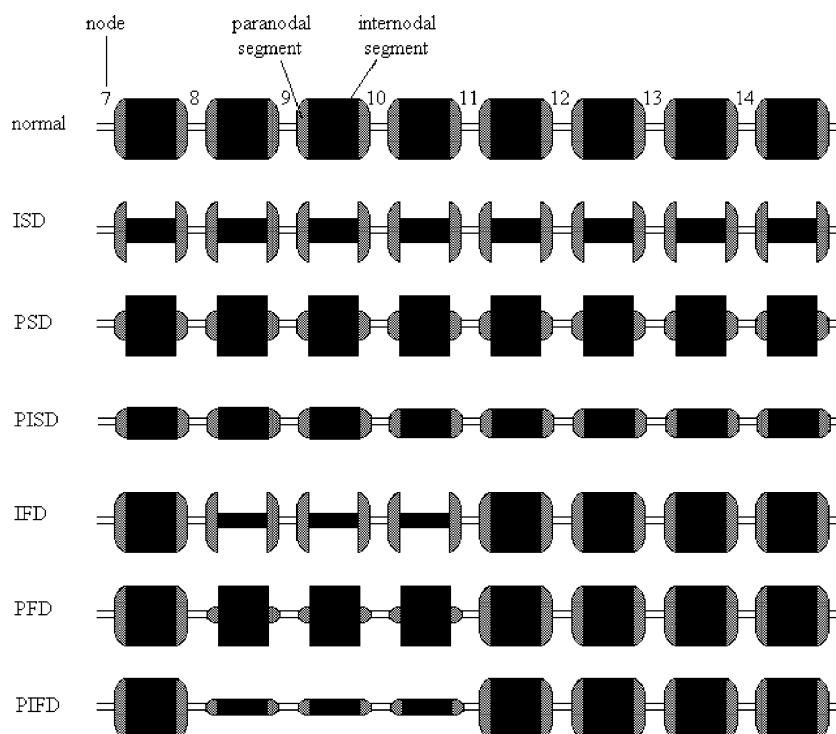 node
paranodal
segment
internodal
segment
7 8 9 10 11 12 13 14
normal
ISD
PSD
PISD
IFD
PFD
PIFD